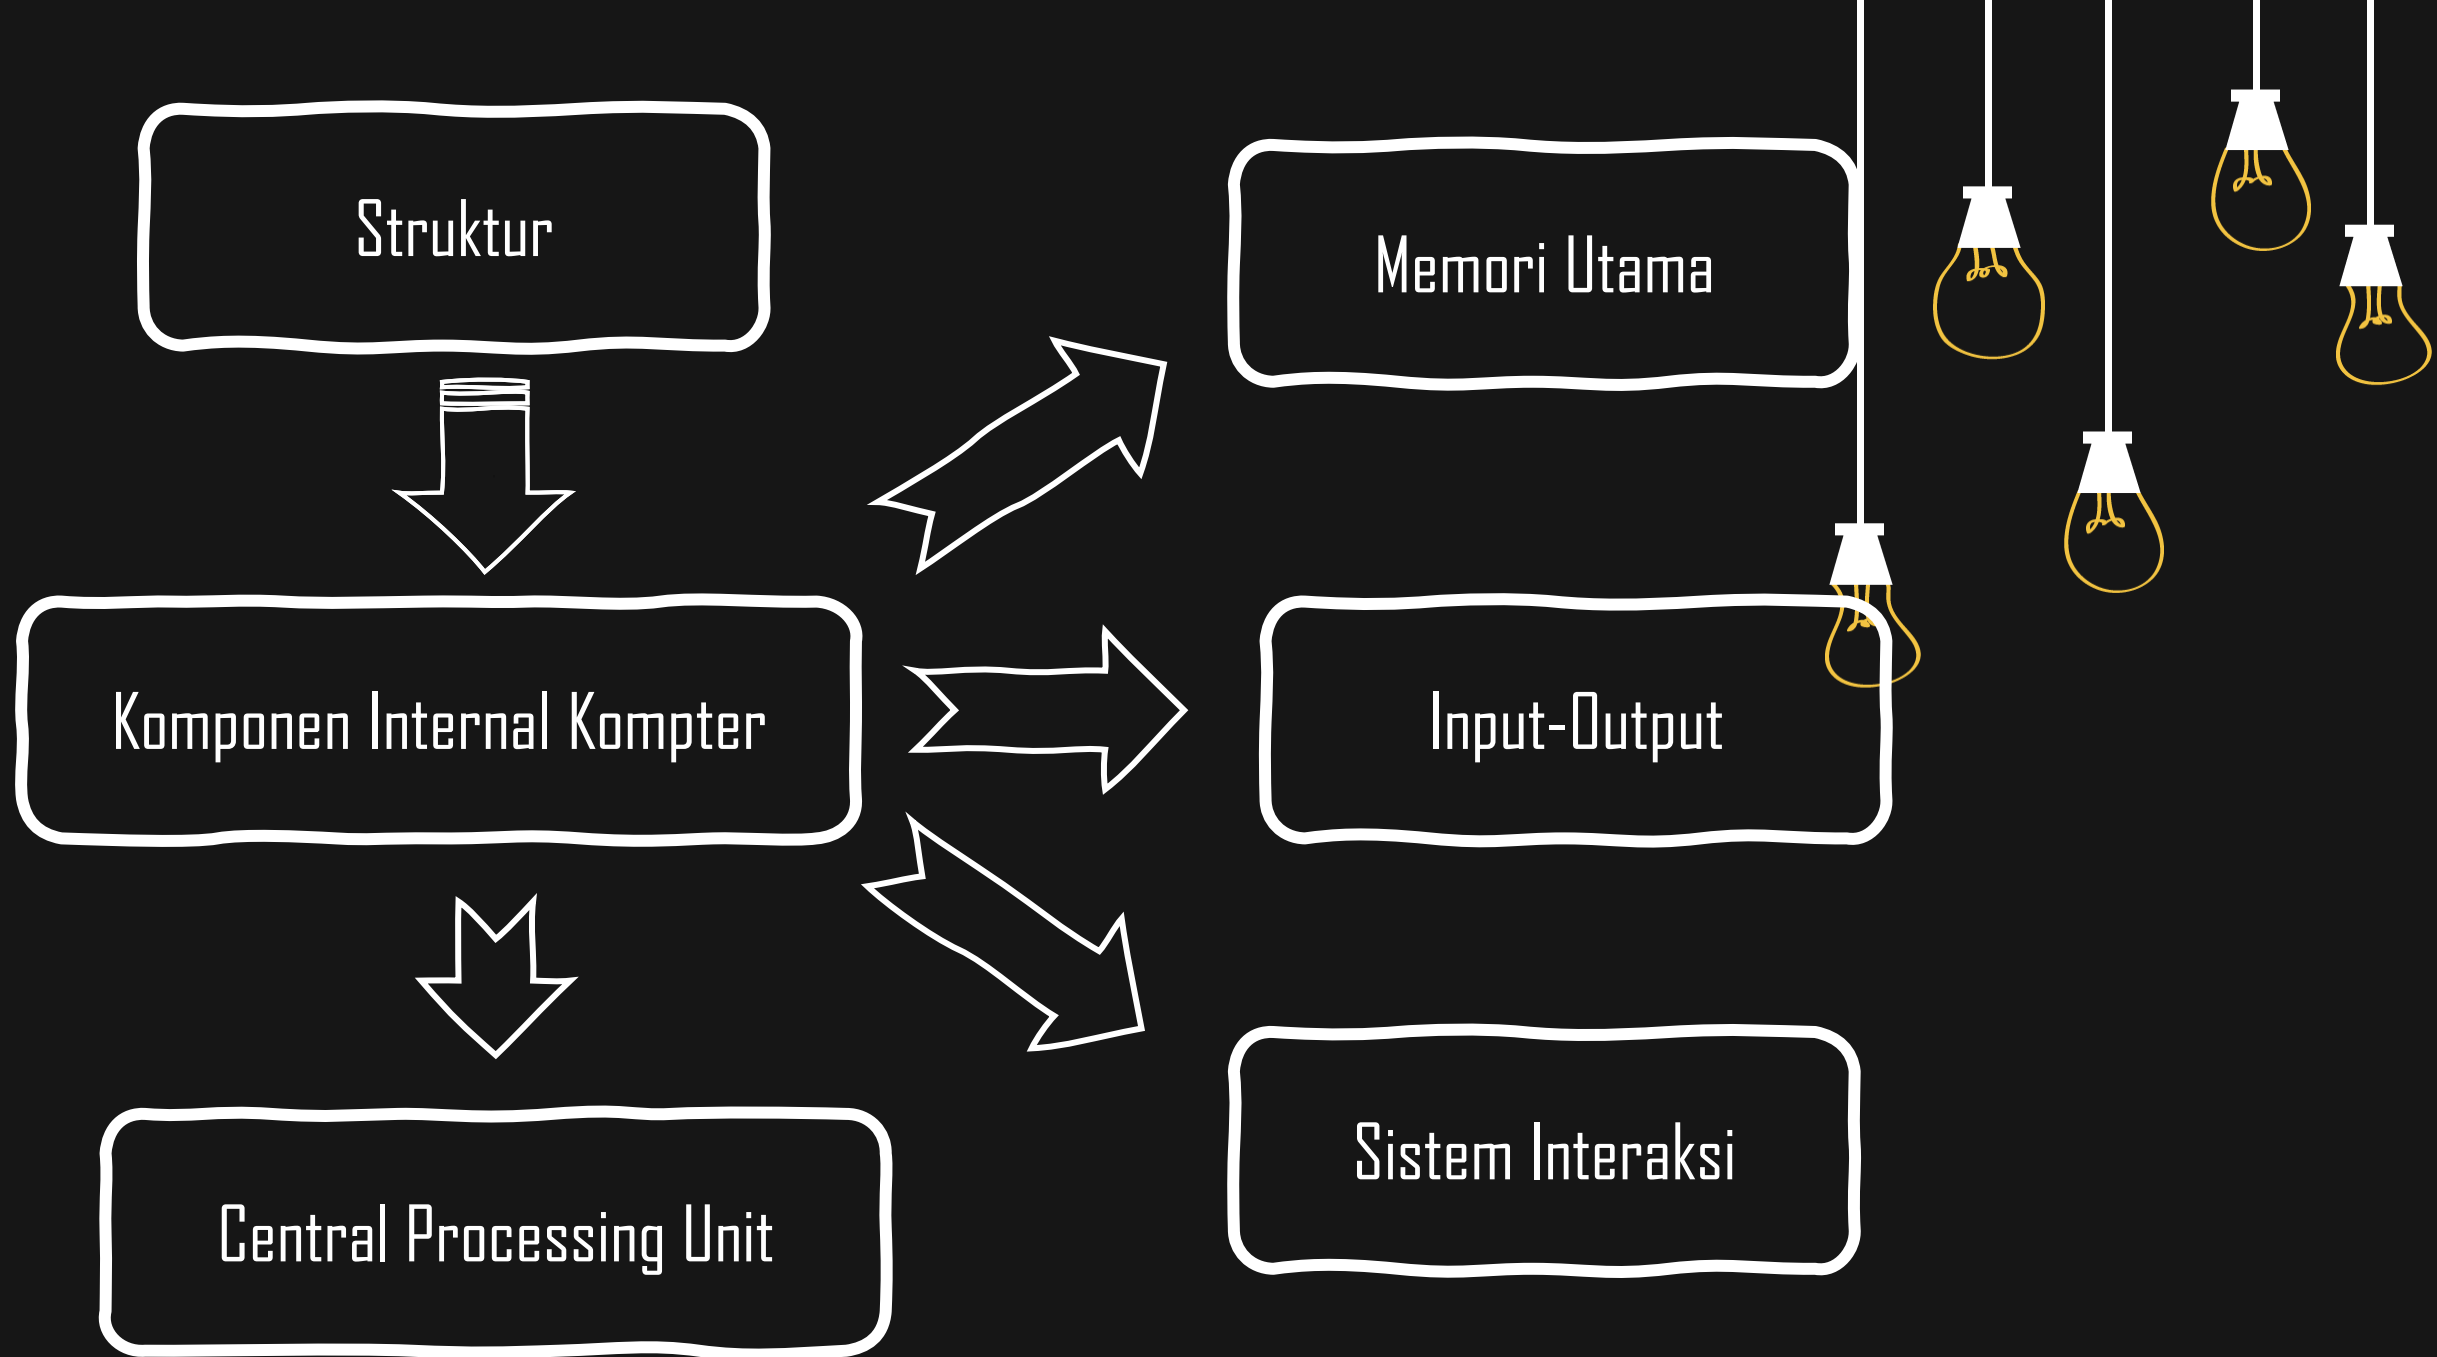 Struktur
Memori Utama
Komponen Internal Kompter
Input-Output
Central Processing Unit
Sistem Interaksi